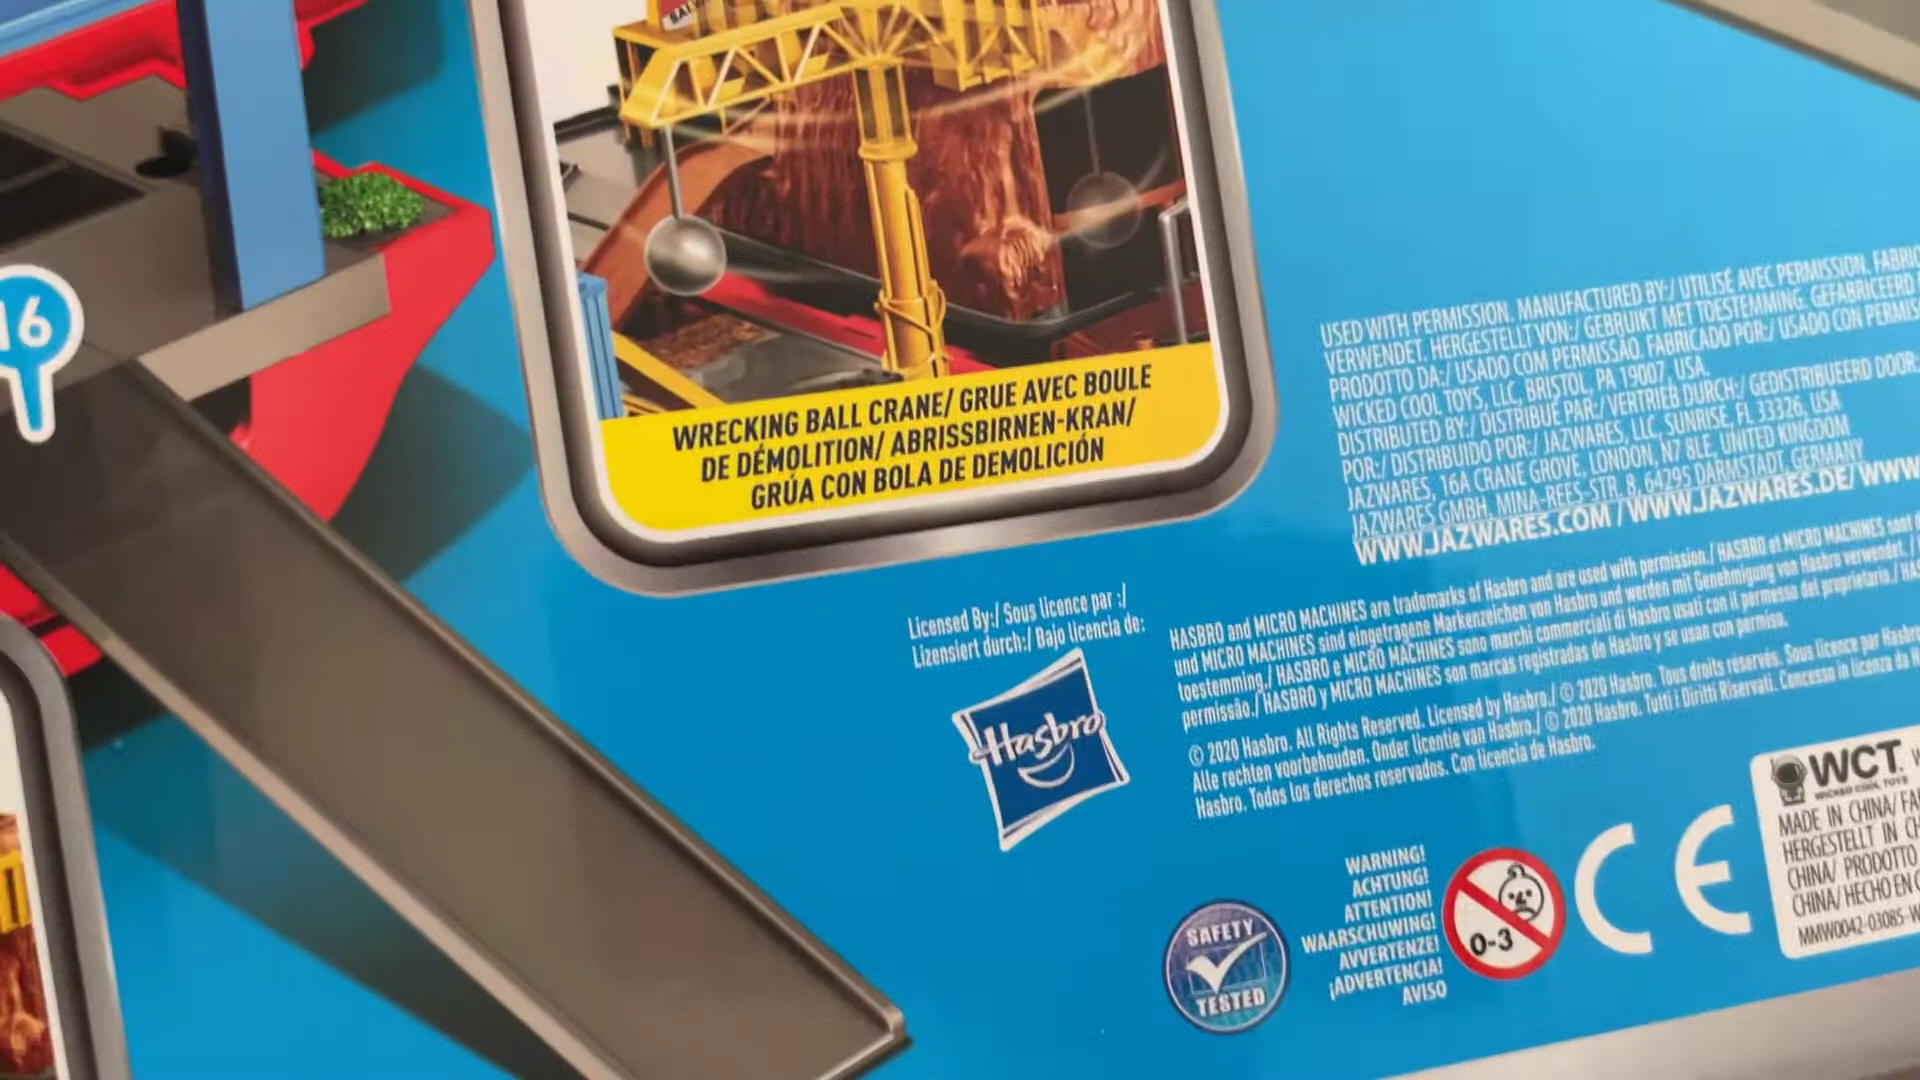 16
WRECKING BALL CRANE/ GRUE AVEC BOULE
DE DÉMOLITION/ ABRISSBIRNEN-KRAN/
GRÚA CON BOLA DE DEMOLICIÓN
USED WITH PERMISSION. MANUFACTURED BY:/ UTILISÉ AVEC PERMISSION.
VERWENDET. HERGESTELLT VON:/ GEBRUIKT MET TOESTEMMING. GEFABRICEERD
PRODOTTO DA:/ USADO COM PERMISSÃO. FABRICADO POR:/ USADO CON
WICKED COOL TOYS, LLC, BRISTOL, PA 19007, USA.
DISTRIBUTED BY:/ DISTRIBUÉ PAR:/ VERTRIEB DURCH:/ GEDISTRIBUEERD DOOR:
POR:/ DISTRIBUIDO POR:/ JAZWARES, LLC, SUNRISE, FL 33326, USA
JAZWARES, 16A CRANE GROVE, LONDON, N7 8LE, UNITED KINGDOM
JAZWARES GMBH, MINA-REES-STR. 8, 64295 DARMSTADT, GERMANY
WWW.JAZWARES.COM / WWW.JAZWARES.DE/
Licensed By:/ Sous licence par :/
Lizensiert durch:/ Bajo licencia de:
Hasbro
HASBRO and MICRO MACHINES are trademarks of Hasbro and are used with permission./ HASBRO et MICRO MACHINES sont
und MICRO MACHINES sind eingetragene Markenzeichen von Hasbro und werden mit Genehmigung von Hasbro verwendet. /
toestemming./ HASBRO e MICRO MACHINES sono marchi commerciali di Hasbro usati con il permesso del proprietario./
permissão./ HASBRO y MICRO MACHINES son marcas registradas de Hasbro y se usan con permiso.
© 2020 Hasbro. All Rights Reserved. Licensed by Hasbro./ © 2020 Hasbro. Tous droits réservés. Sous licence par Hasbro
Alle rechten voorbehouden. Onder licentie van Hasbro./ © 2020 Hasbro. Tutti i Diritti Riservati. Concesso in licenza da
Hasbro. Todos los derechos reservados. Con licencia de Hasbro.
SAFETY
TESTED
WARNING!
ACHTUNG!
ATTENTION!
WAARSCHUWING!
AVVERTENZE!
¡ADVERTENCIA!
AVISO
0-3
CE
WCT
WICKED COOL TOYS
MADE IN CHINA/
HERGESTELLT IN
CHINA/ PRODOTTO
CHINA/ HECHO EN
MMW0042-03085-